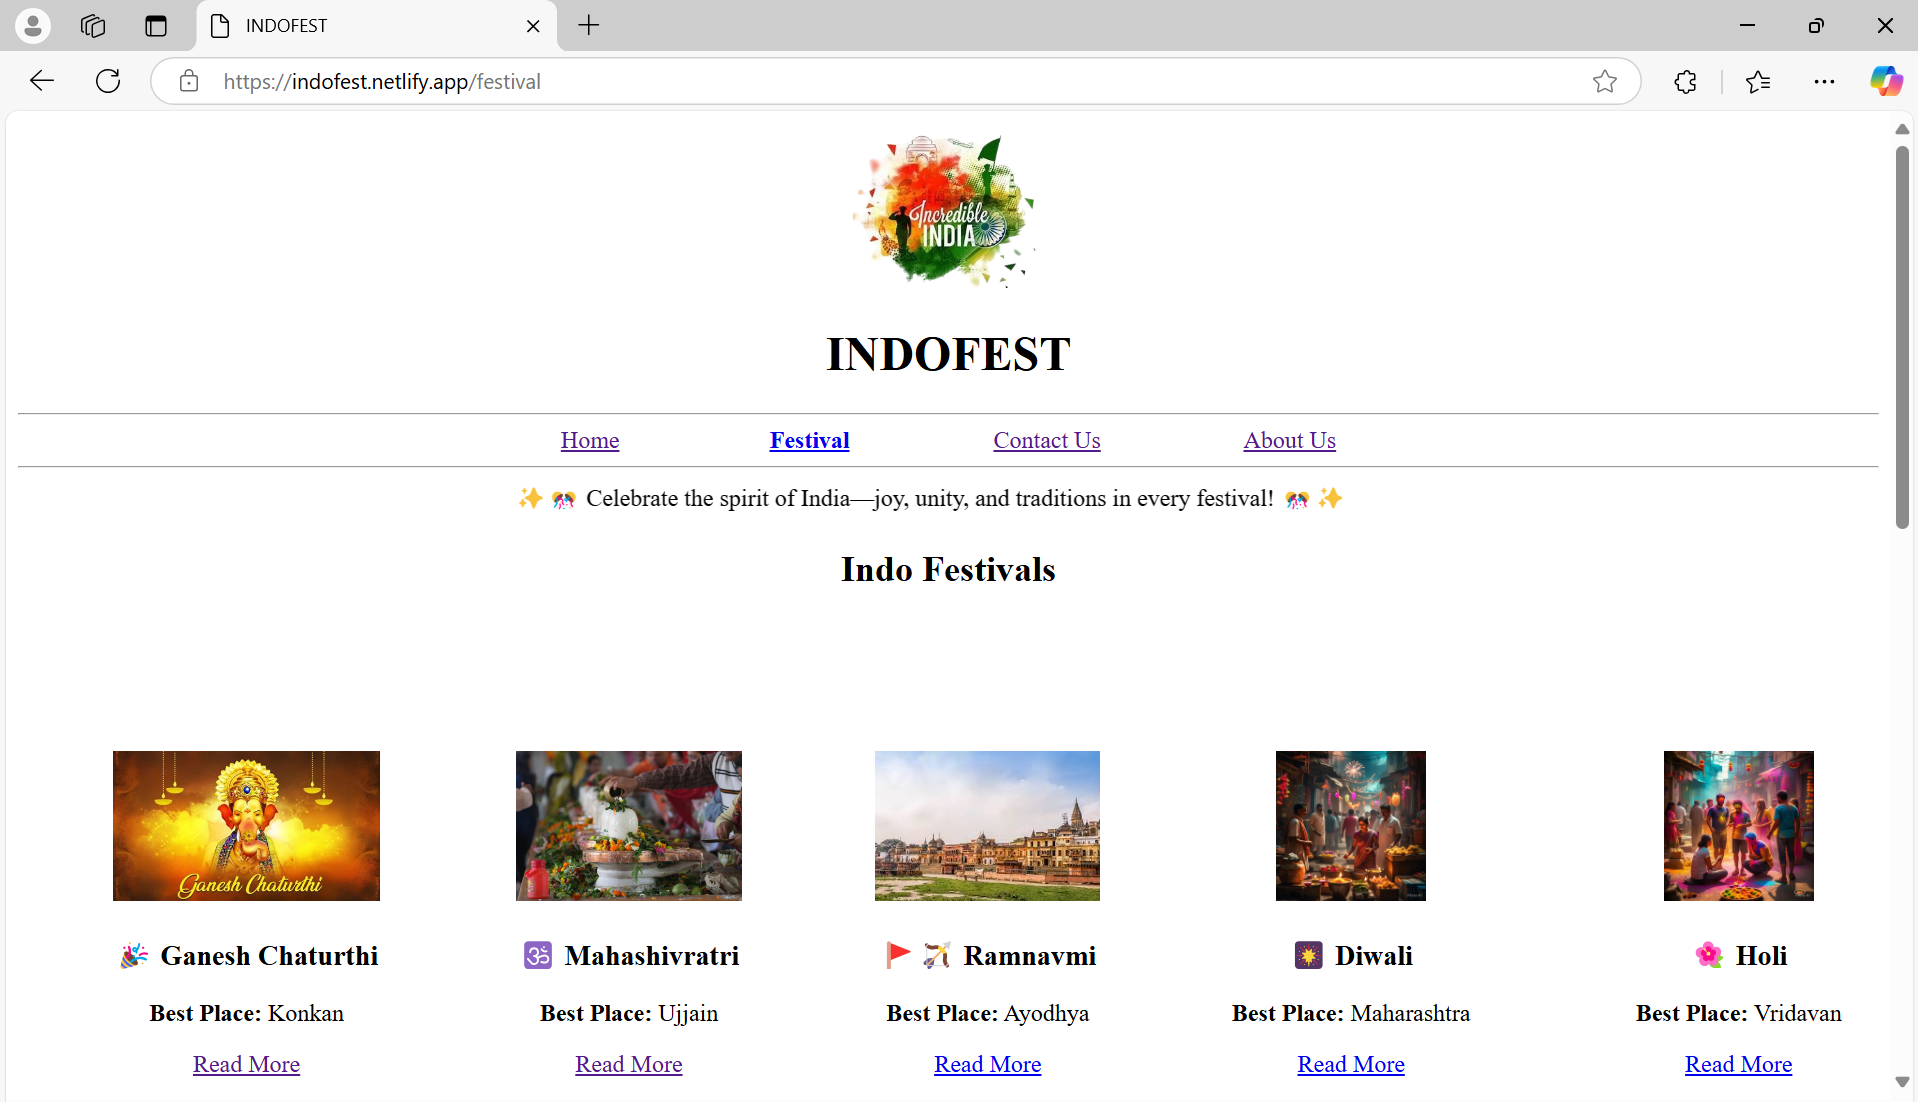 INDOFEST
https://indofest.netlify.app/festival
Incredible
INDIA
INDOFEST
Home Festival Contact Us About Us
✨ 🎊 Celebrate the spirit of India—joy, unity, and traditions in every festival! 🎊 ✨
Indo Festivals
Ganesh Chaturthi
🎉 Ganesh Chaturthi
Best Place: Konkan
Read More
🕉 Mahashivratri
Best Place: Ujjain
Read More
🚩 🏹 Ramnavmi
Best Place: Ayodhya
Read More
🎇 Diwali
Best Place: Maharashtra
Read More
🌺 Holi
Best Place: Vridavan
Read More